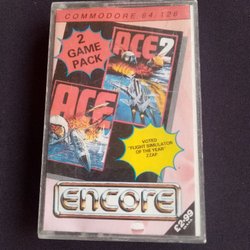 COMMODORE 64/128
2
GAME
PACK
ACE 2
ACE
VOTED
"FLIGHT SIMULATOR
OF THE YEAR"
ZZAP
ENCORE
£2.99